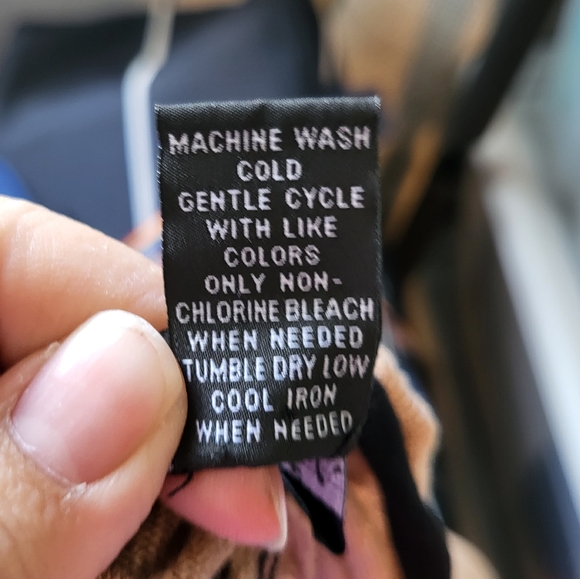 MACHINE WASH
COLD
GENTLE CYCLE
WITH LIKE
COLORS
ONLY NON-
CHLORINE BLEACH
WHEN NEEDED
TUMBLE DRY LOW
COOL IRON
WHEN NEEDED